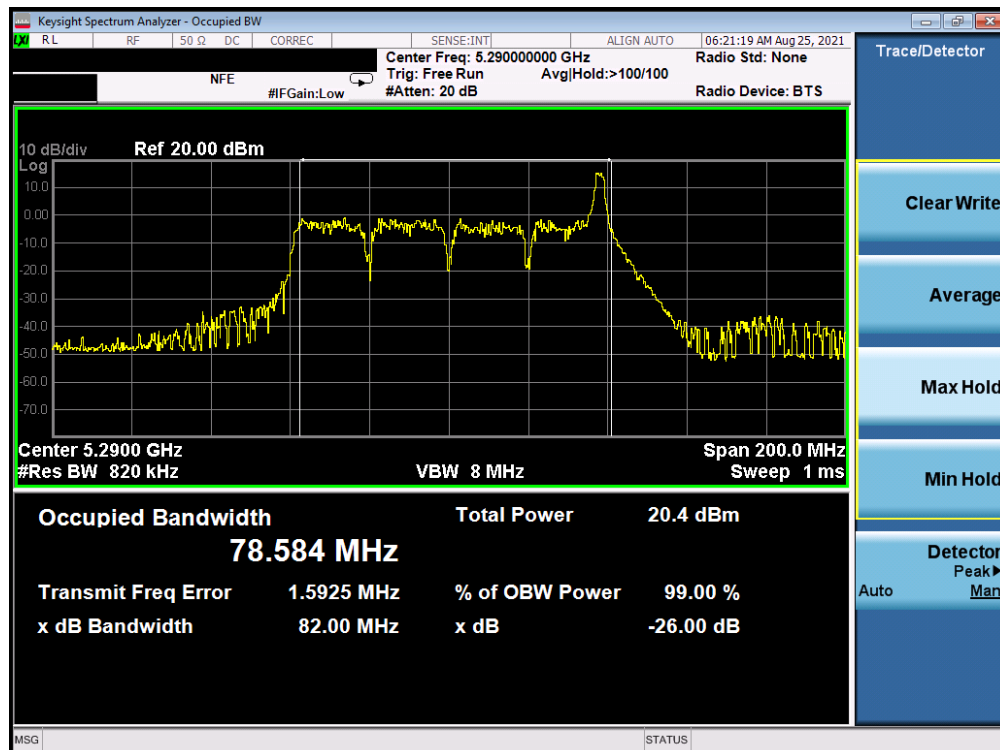 Keysight Spectrum Analyzer - Occupied BW
LXI RL RF 50 Ω DC CORREC SENSE:INT ALIGN AUTO 06:21:19 AM Aug 25, 2021
Center Freq: 5.290000000 GHz Radio Std: None
NFE Trig: Free Run Avg|Hold:>100/100
#IFGain:Low #Atten: 20 dB Radio Device: BTS
10 dB/div Ref 20.00 dBm
Log
10.0
0.00
-10.0
-20.0
-30.0
-40.0
-50.0
-60.0
-70.0
Center 5.2900 GHz Span 200.0 MHz
#Res BW 820 kHz VBW 8 MHz Sweep 1 ms
Occupied Bandwidth Total Power 20.4 dBm
78.584 MHz
Transmit Freq Error 1.5925 MHz % of OBW Power 99.00 %
x dB Bandwidth 82.00 MHz x dB -26.00 dB
MSG STATUS
Trace/Detector
Clear Write
Average
Max Hold
Min Hold
Detector
Peak▶
Auto Man